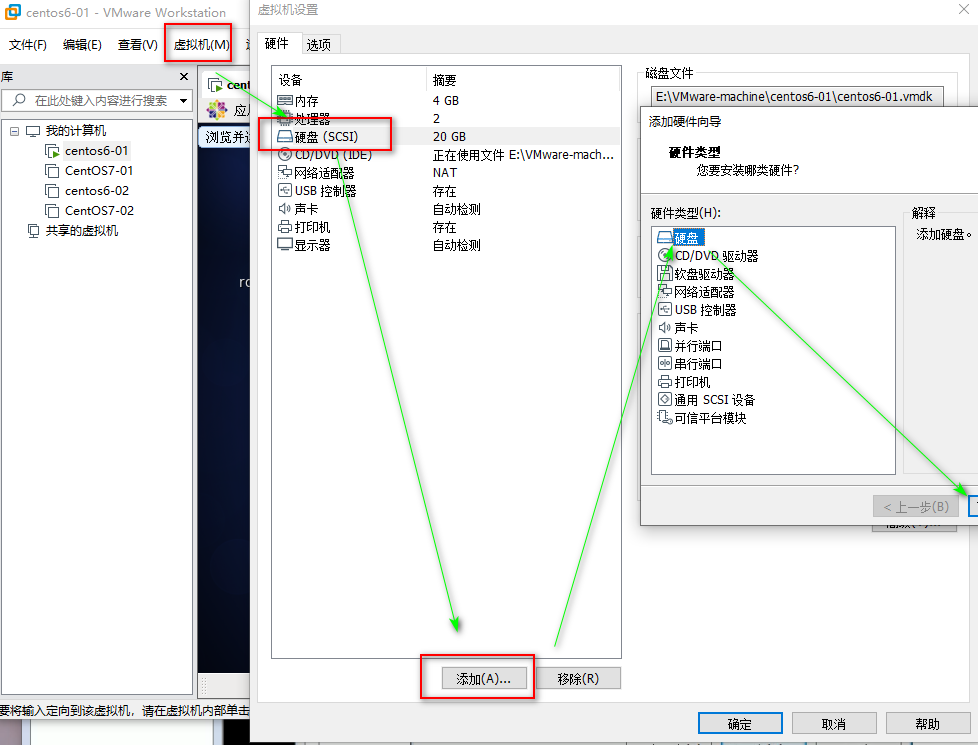 centos6-01 - VMware Workstation
文件(F) 编辑(E) 查看(V) 虚拟机(M)
库
在此处键入内容进行搜索
我的计算机
centos6-01
CentOS7-01
centos6-02
CentOS7-02
共享的虚拟机
cent
应
浏览并
要将输入定向到该虚拟机，请在虚拟机内部单击
虚拟机设置
硬件 选项
设备 摘要
内存 4 GB
处理器 2
硬盘 (SCSI) 20 GB
CD/DVD (IDE) 正在使用文件 E:\VMware-mach...
网络适配器 NAT
USB 控制器 存在
声卡 自动检测
打印机 存在
显示器 自动检测
添加(A)... 移除(R)
磁盘文件
E:\VMware-machine\centos6-01\centos6-01.vmdk
添加硬件向导
硬件类型
您要安装哪类硬件?
硬件类型(H):
硬盘
CD/DVD 驱动器
软盘驱动器
网络适配器
USB 控制器
声卡
并行端口
串行端口
打印机
通用 SCSI 设备
可信平台模块
解释
添加硬盘。
< 上一步(B)
确定 取消 帮助